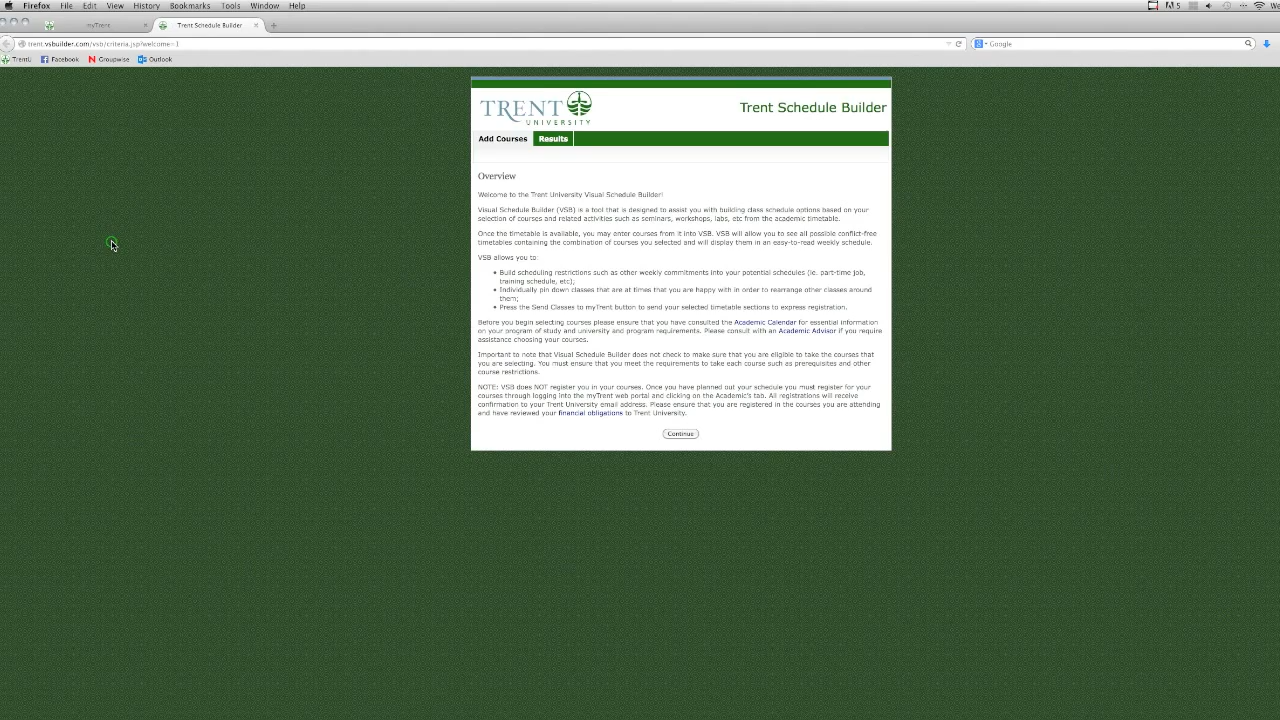 Firefox File Edit View History Bookmarks Tools Window Help
myTrent Trent Schedule Builder
trent.vsbuilder.com/vsb/criteria.jsp?welcome=1 Google
TrentU Facebook Groupwise Outlook
TRENT UNIVERSITY
Trent Schedule Builder
Add Courses Results
Overview
Welcome to the Trent University Visual Schedule Builder!
Visual Schedule Builder (VSB) is a tool that is designed to assist you with building class schedule options based on your
selection of courses and related activities such as seminars, workshops, labs, etc from the academic timetable.
Once the timetable is available, you may enter courses from it into VSB. VSB will allow you to see all possible conflict-free
timetables containing the combination of courses you selected and will display them in an easy-to-read weekly schedule.
VSB allows you to:
• Build scheduling restrictions such as other weekly commitments into your potential schedules (ie. part-time job,
training schedule, etc);
• Individually pin down classes that are at times that you are happy with in order to rearrange other classes around
them;
• Press the Send Classes to myTrent button to send your selected timetable sections to express registration.
Before you begin selecting courses please ensure that you have consulted the Academic Calendar for essential information
on your program of study and university and program requirements. Please consult with an Academic Advisor if you require
assistance choosing your courses.
Important to note that Visual Schedule Builder does not check to make sure that you are eligible to take the courses that
you are selecting. You must ensure that you meet the requirements to take each course such as prerequisites and other
course restrictions.
NOTE: VSB does NOT register you in your courses. Once you have planned out your schedule you must register for your
courses through logging into the myTrent web portal and clicking on the Academic's tab. All registrations will receive
confirmation to your Trent University email address. Please ensure that you are registered in the courses you are attending
and have reviewed your financial obligations to Trent University.
Continue